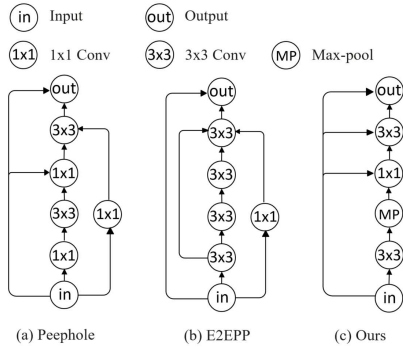 in Input out Output
1x1 1x1 Conv 3x3 3x3 Conv MP Max-pool
out out out
3x3 3x3 3x3
1x1 3x3 1x1
3x3 1x1 3x3 1x1 MP
1x1 3x3 3x3
in in in
(a) Peephole (b) E2EPP (c) Ours